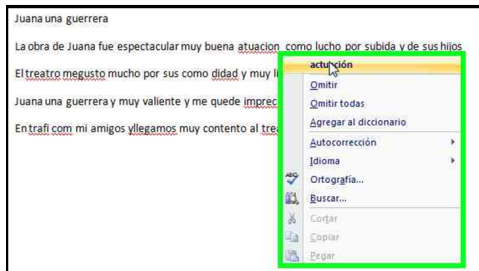 Juana una guerrera
La obra de Juana fue espectacular muy buena atuacion como lucho por subida y de sus hijos
El treatro megusto mucho por sus como didad y muy
Juana una guerrera y muy valiente y me quede
En trafi com mi amigos yllegamos muy contento al
actuación
Omitir
Omitir todas
Agregar al diccionario
Autocorrección
Idioma
Ortografía...
Buscar...
Cortar
Copiar
Pegar